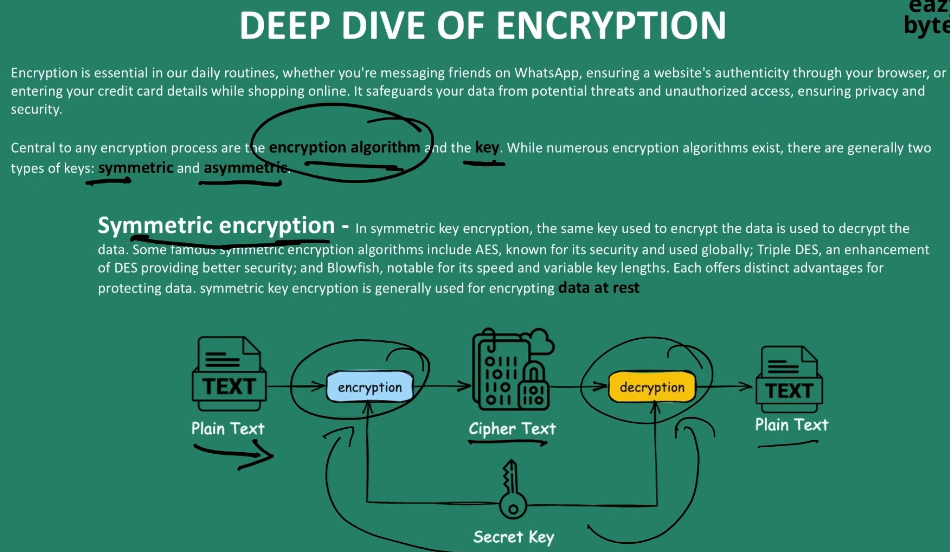 DEEP DIVE OF ENCRYPTION
eaz
byte
Encryption is essential in our daily routines, whether you're messaging friends on WhatsApp, ensuring a website's authenticity through your browser, or
entering your credit card details while shopping online. It safeguards your data from potential threats and unauthorized access, ensuring privacy and
security.
Central to any encryption process are the encryption algorithm and the key. While numerous encryption algorithms exist, there are generally two
types of keys: symmetric and asymmetric.
Symmetric encryption - In symmetric key encryption, the same key used to encrypt the data is used to decrypt the
data. Some famous symmetric encryption algorithms include AES, known for its security and used globally; Triple DES, an enhancement
of DES providing better security; and Blowfish, notable for its speed and variable key lengths. Each offers distinct advantages for
protecting data. symmetric key encryption is generally used for encrypting data at rest
TEXT
encryption
decryption
TEXT
Plain Text
Cipher Text
Plain Text
Secret Key